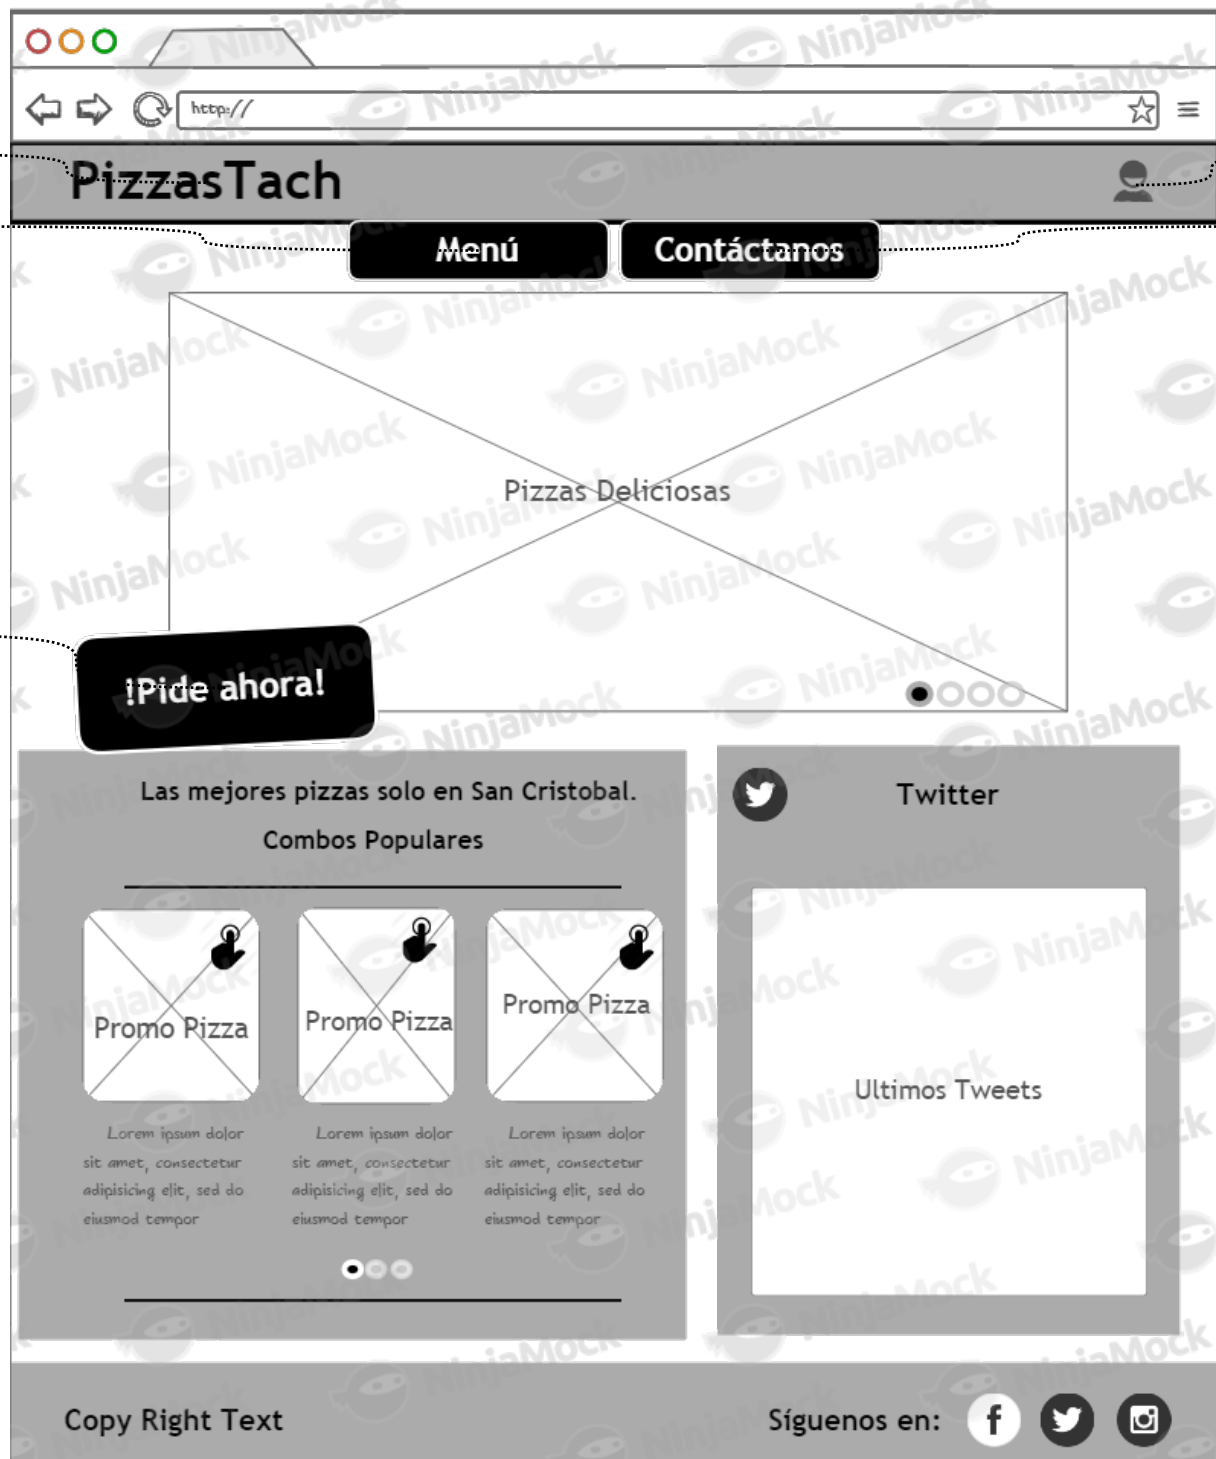 http://
PizzasTach
Menú
Contáctanos
Pizzas Deliciosas
!Pide ahora!
Las mejores pizzas solo en San Cristobal.
Combos Populares
Promo Pizza
Promo Pizza
Promo Pizza
Lorem ipsum dolor
sit amet, consectetur
adipisicing elit, sed do
eiusmod tempor
Lorem ipsum dolor
sit amet, consectetur
adipisicing elit, sed do
eiusmod tempor
Lorem ipsum dolor
sit amet, consectetur
adipisicing elit, sed do
eiusmod tempor
Twitter
Ultimos Tweets
Copy Right Text
Síguenos en:
NinjaMock